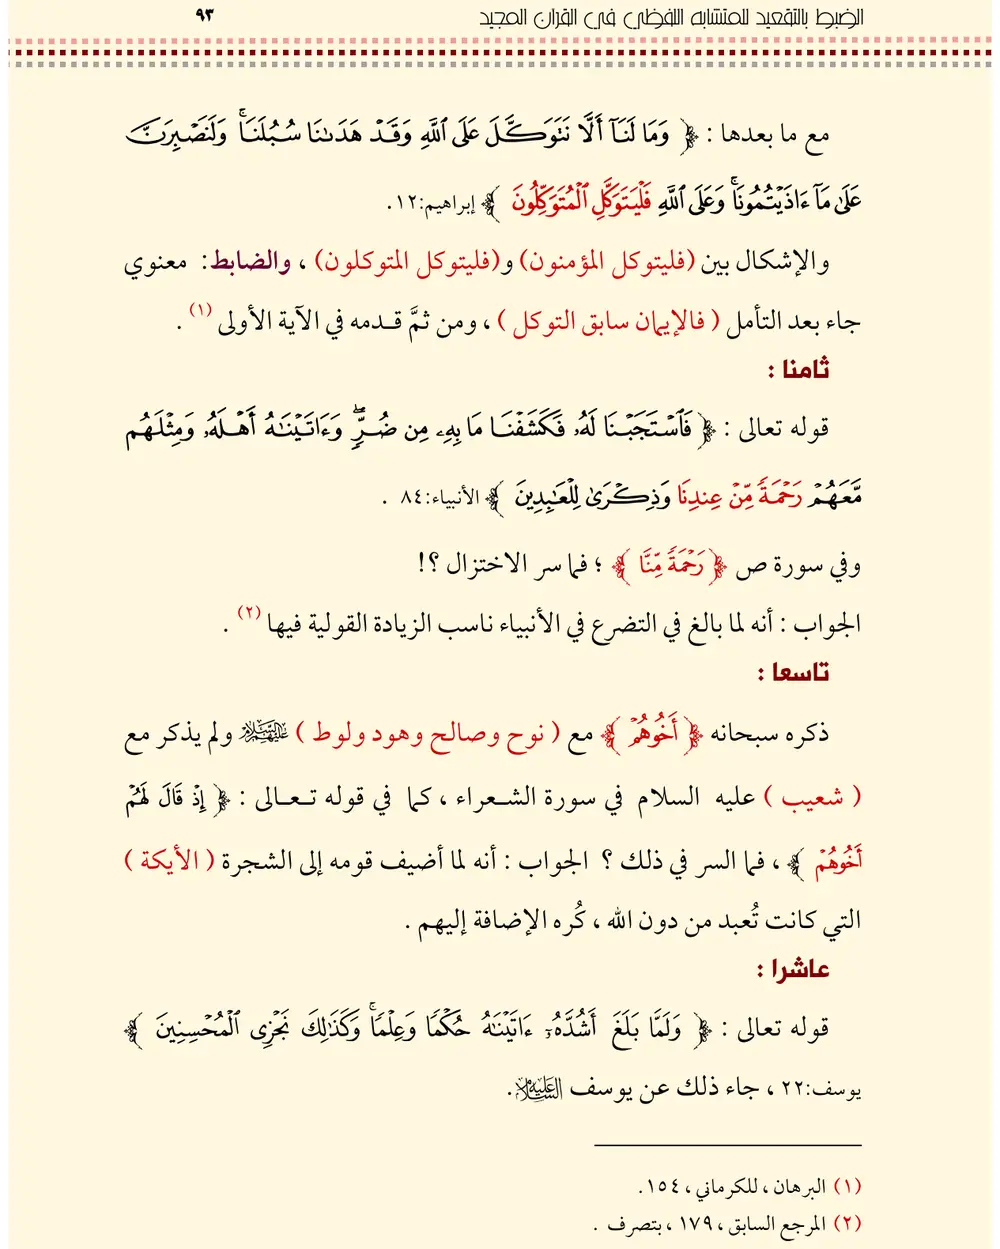 الضبط بالتقعيد للمتشابه اللفظي في القرآن المجيد ٩٣
مع ما بعدها : ﴿ وَمَا لَنَآ أَلَّا نَتَوَكَّلَ عَلَى ٱللَّهِ وَقَدْ هَدَىٰنَا سُبُلَنَا ۚ وَلَنَصْبِرَنَّ
عَلَىٰ مَآ ءَاذَيْتُمُونَا ۚ وَعَلَى ٱللَّهِ فَلْيَتَوَكَّلِ ٱلْمُتَوَكِّلُونَ ﴾ إبراهيم:١٢ .
والإشكال بين (فليتوكل المؤمنون) و(فليتوكل المتوكلون) ، والضابط: معنوي
جاء بعد التأمل ( فالإيمان سابق التوكل ) ، ومن ثمَّ قـدمه في الآية الأولى (١) .
ثامنا :
قوله تعالى : ﴿ فَٱسْتَجَبْنَا لَهُۥ فَكَشَفْنَا مَا بِهِۦ مِن ضُرٍّ ۖ وَءَاتَيْنَـٰهُ أَهْلَهُۥ وَمِثْلَهُم
مَّعَهُمْ رَحْمَةً مِّنْ عِندِنَا وَذِكْرَىٰ لِلْعَـٰبِدِينَ ﴾ الأنبياء:٨٤ .
وفي سورة ص ﴿ رَحْمَةً مِّنَّا ﴾ ؛ فما سر الاختزال ؟!
الجواب : أنه لما بالغ في التضرع في الأنبياء ناسب الزيادة القولية فيها (٢) .
تاسعا :
ذكره سبحانه ﴿ أَخُوهُمْ ﴾ مع ( نوح وصالح وهود ولوط ) عليهم السلام ولم يذكر مع
( شعيب ) عليه السلام في سورة الشـعراء ، كـما في قوله تـعـالى : ﴿ إِذْ قَالَ لَهُمْ
أَخُوهُمْ ﴾ ، فما السر في ذلك ؟ الجواب : أنه لما أضيف قومه إلى الشجرة ( الأيكة )
التي كانت تُعبد من دون الله ، كُره الإضافة إليهم .
عاشرا :
قوله تعالى : ﴿ وَلَمَّا بَلَغَ أَشُدَّهُۥٓ ءَاتَيْنَـٰهُ حُكْمًا وَعِلْمًا ۚ وَكَذَٰلِكَ نَجْزِى ٱلْمُحْسِنِينَ ﴾
يوسف:٢٢ ، جاء ذلك عن يوسف عليه السلام.
(١) البرهان ، للكرماني ، ١٥٤.
(٢) المرجع السابق ، ١٧٩ ، بتصرف .